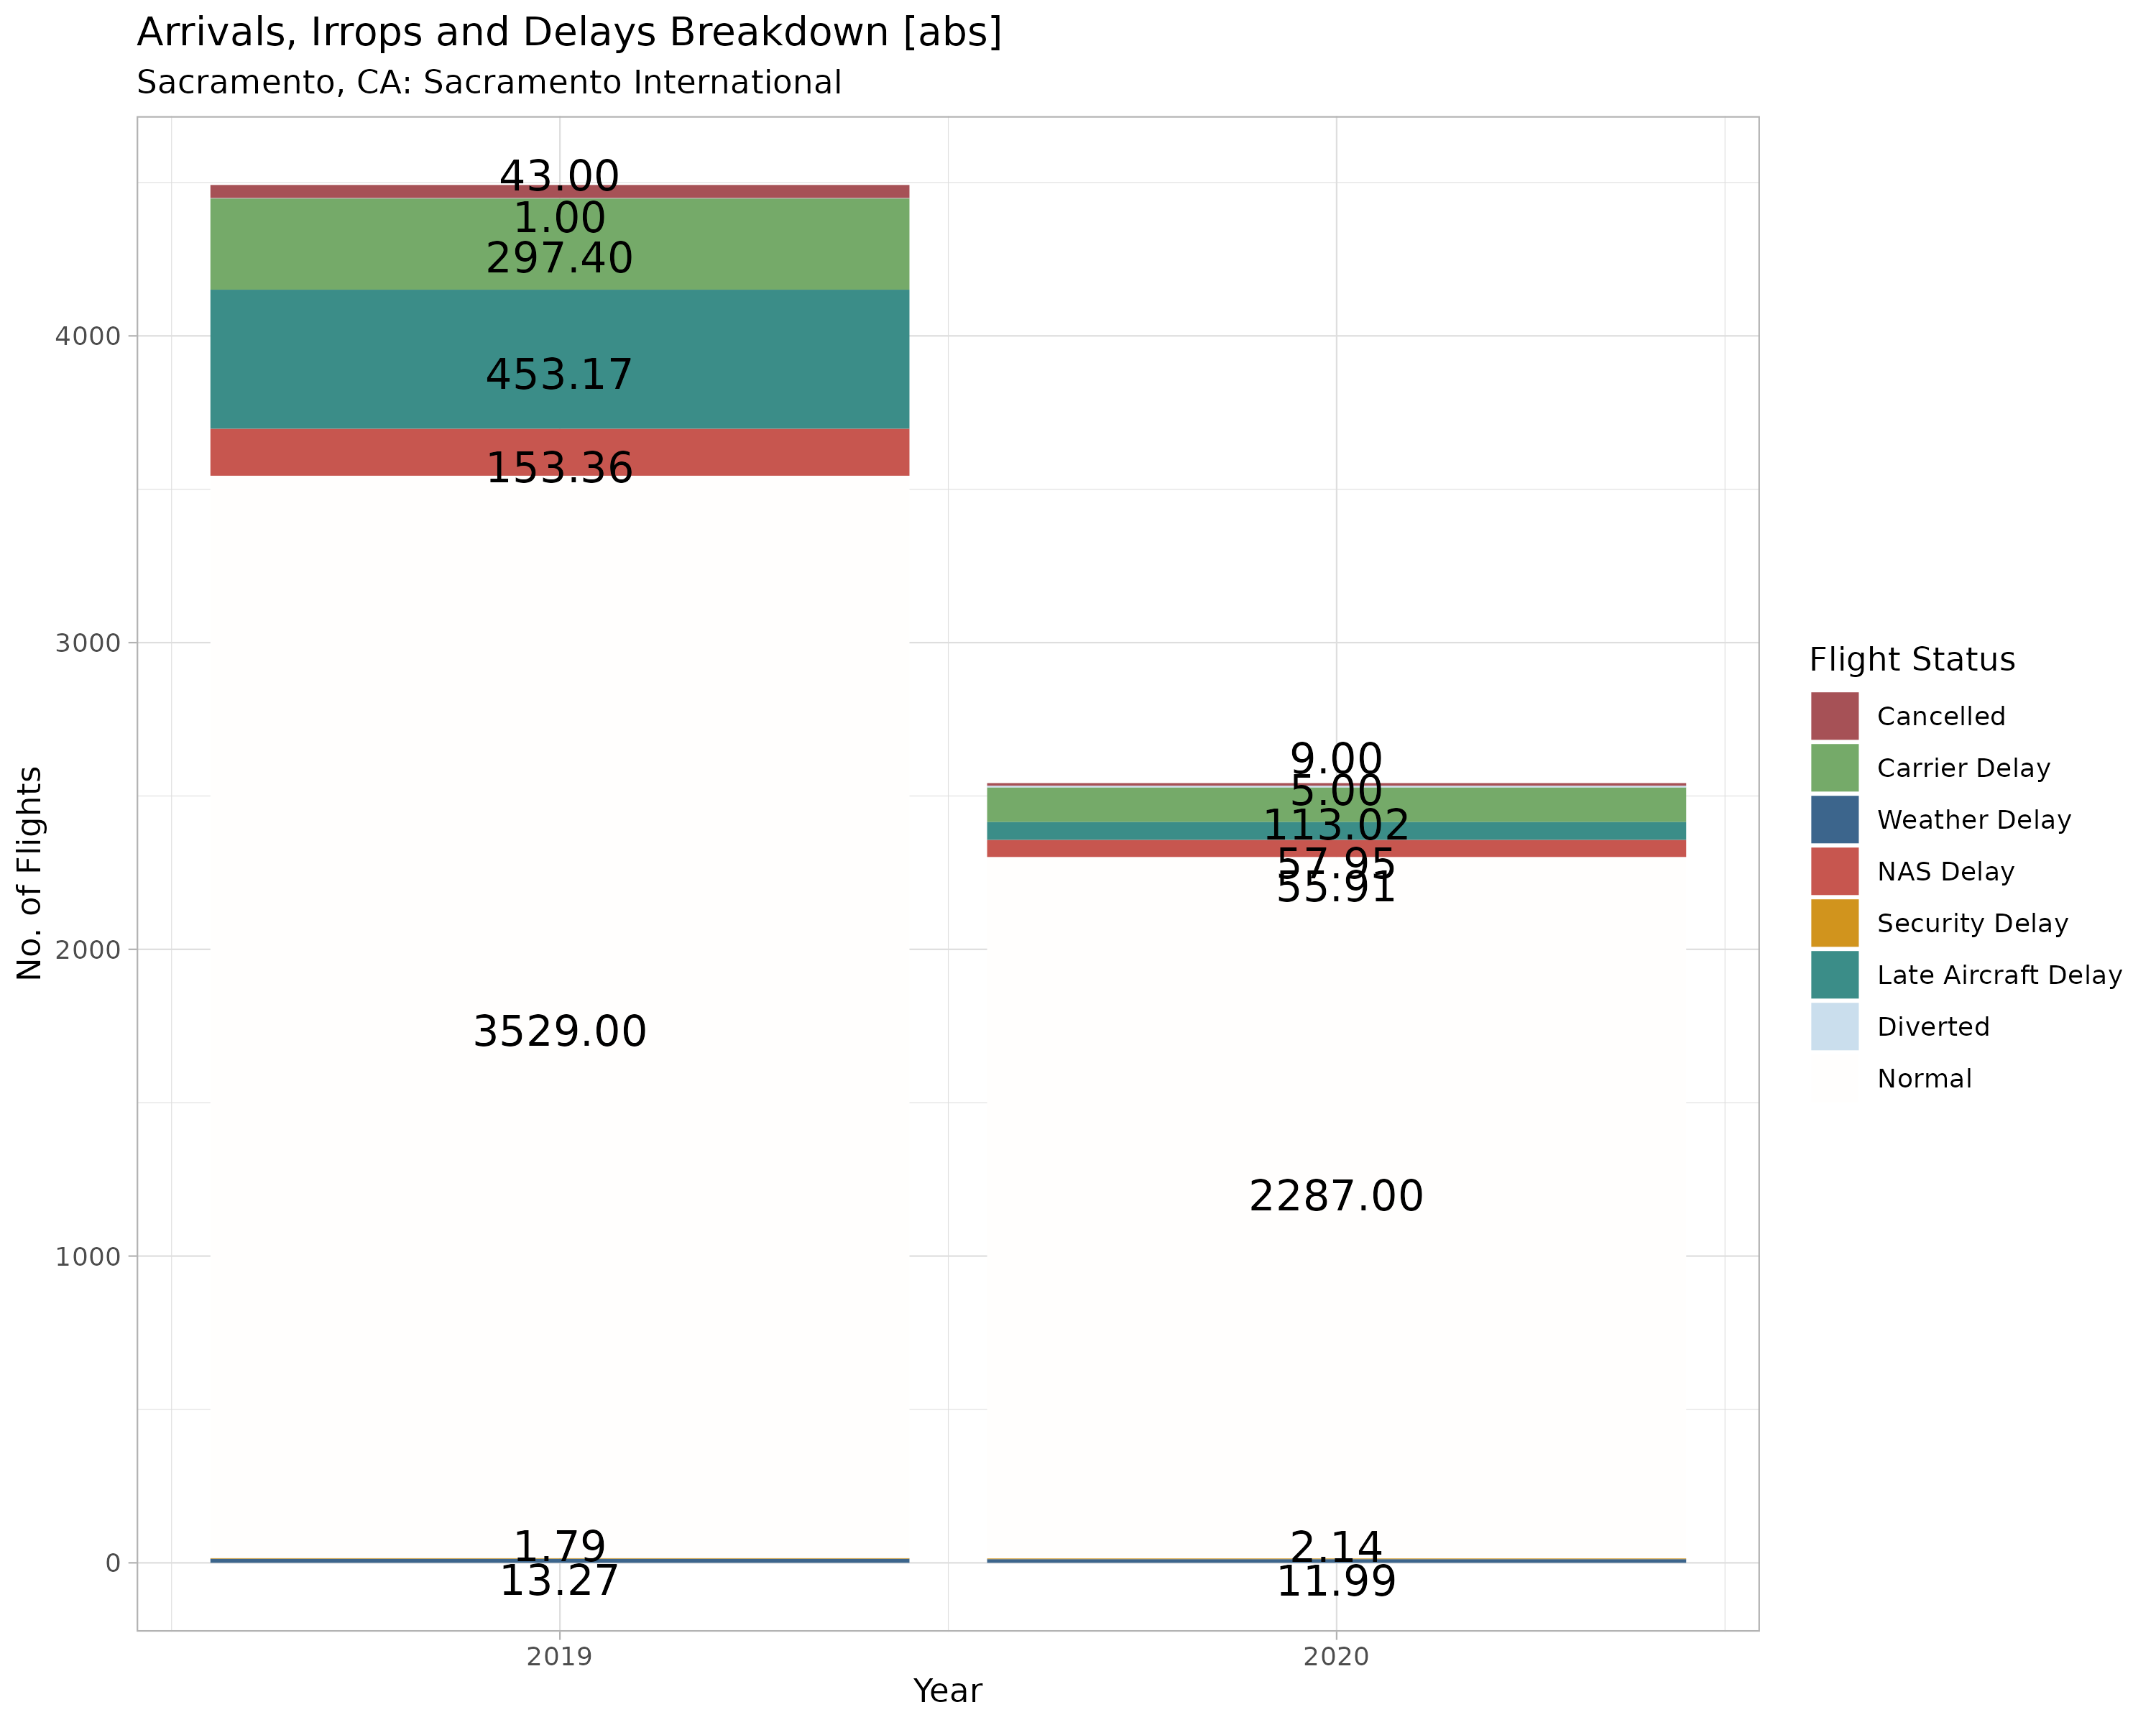 Arrivals, Irrops and Delays Breakdown [abs]
Sacramento, CA: Sacramento International
No. of Flights
4000
3000
2000
1000
0
43.00
1.00
297.40
453.17
153.36
3529.00
1.79
13.27
9.00
5.00
113.02
57.95
55.91
2287.00
2.14
11.99
2019
2020
Year
Flight Status
Cancelled
Carrier Delay
Weather Delay
NAS Delay
Security Delay
Late Aircraft Delay
Diverted
Normal